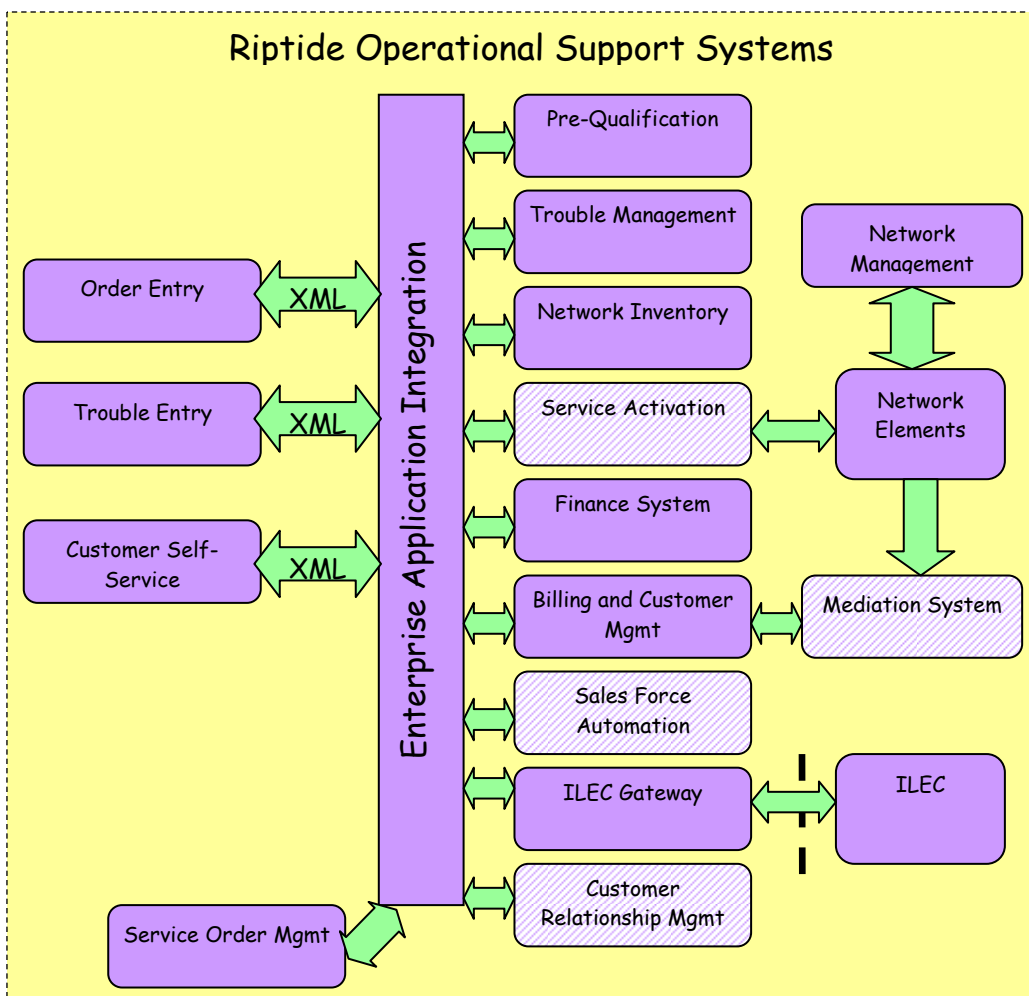 Riptide Operational Support Systems
Order Entry
XML
Trouble Entry
XML
Customer Self-
Service
XML
Service Order Mgmt
Enterprise Application Integration
Pre-Qualification
Trouble Management
Network Inventory
Service Activation
Finance System
Billing and Customer
Mgmt
Sales Force
Automation
ILEC Gateway
Customer
Relationship Mgmt
Network
Management
Network
Elements
Mediation System
ILEC